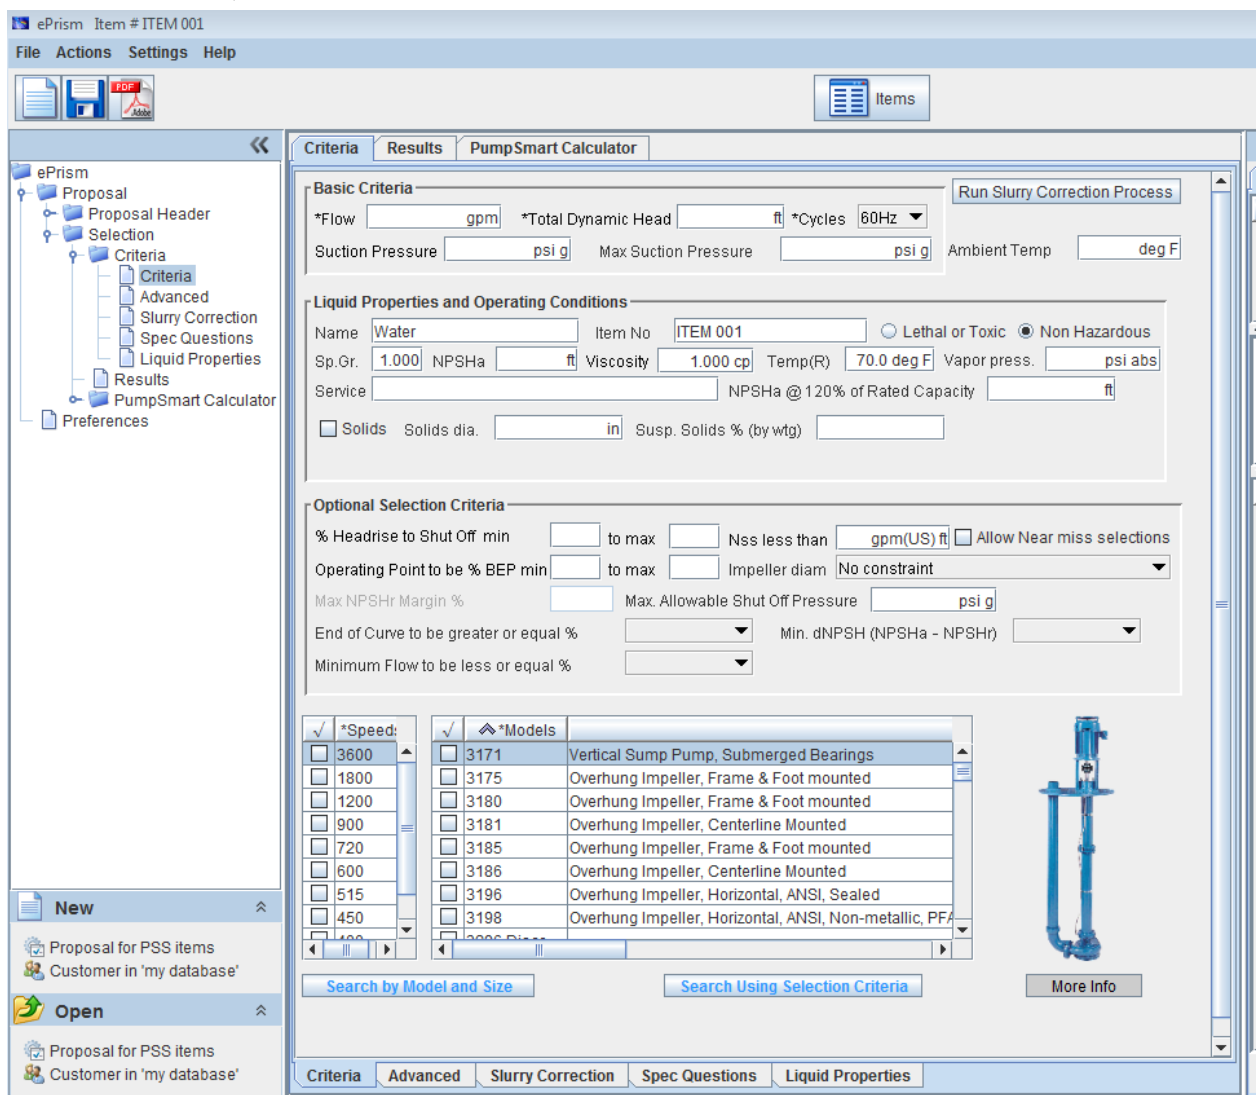 ePrism Item # ITEM 001
File Actions Settings Help
PDF
Adobe
Items
ePrism
Proposal
Proposal Header
Selection
Criteria
Criteria
Advanced
Slurry Correction
Spec Questions
Liquid Properties
Results
PumpSmart Calculator
Preferences
New
Proposal for PSS items
Customer in 'my database'
Open
Proposal for PSS items
Customer in 'my database'
Criteria Results PumpSmart Calculator
Basic Criteria
Run Slurry Correction Process
*Flow gpm *Total Dynamic Head ft *Cycles 60Hz
Suction Pressure psi g Max Suction Pressure psi g Ambient Temp deg F
Liquid Properties and Operating Conditions
Name Water Item No ITEM 001 Lethal or Toxic Non Hazardous
Sp.Gr. 1.000 NPSHa ft Viscosity 1.000 cp Temp(R) 70.0 deg F Vapor press. psi abs
Service NPSHa @ 120% of Rated Capacity ft
Solids Solids dia. in Susp. Solids % (by wtg)
Optional Selection Criteria
% Headrise to Shut Off min to max Nss less than gpm(US) ft Allow Near miss selections
Operating Point to be % BEP min to max Impeller diam No constraint
Max NPSHr Margin % Max. Allowable Shut Off Pressure psi g
End of Curve to be greater or equal % Min. dNPSH (NPSHa - NPSHr)
Minimum Flow to be less or equal %
√ *Speed √ *Models
3600 3171 Vertical Sump Pump, Submerged Bearings
1800 3175 Overhung Impeller, Frame & Foot mounted
1200 3180 Overhung Impeller, Frame & Foot mounted
900 3181 Overhung Impeller, Centerline Mounted
720 3185 Overhung Impeller, Frame & Foot mounted
600 3186 Overhung Impeller, Centerline Mounted
515 3196 Overhung Impeller, Horizontal, ANSI, Sealed
450 3198 Overhung Impeller, Horizontal, ANSI, Non-metallic, PFA
Search by Model and Size Search Using Selection Criteria More Info
Criteria Advanced Slurry Correction Spec Questions Liquid Properties